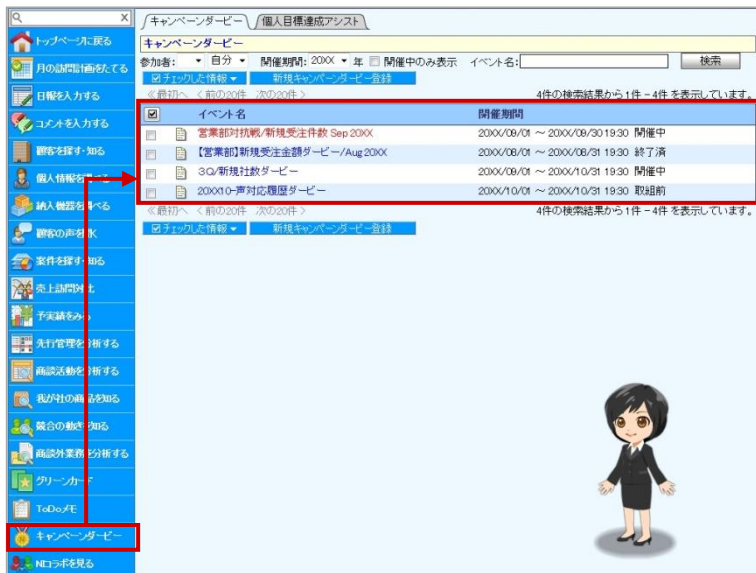 トップページに戻る
月の訪問計画をたてる
日報を入力する
コメントを入力する
顧客を探す・知る
個人情報を
納入機器を べる
顧客の声を
案件を探す・知る
売上訪問対比
予実績をみる
先行管理を分析する
商談活動を分析する
我が社の商品を知る
競合の動きを知る
商談外業務を分析する
グリーンカード
ToDoメモ
キャンペーンダービー
Nコラボを見る
キャンペーンダービー 個人目標達成アシスト
キャンペーンダービー
参加者: 自分 開催期間: 20XX 年 開催中のみ表示 イベント名: 検索
チェックした情報 新規キャンペーンダービー登録
≪最初へ <前の20件 次の20件> 4件の検索結果から1件-4件 を表示しています。
イベント名 開催期間
営業部対抗戦/新規受注件数 Sep 20XX 20XX/09/01 ～ 20XX/09/30 19:30 開催中
【営業部】新規受注金額ダービー/Aug 20XX 20XX/08/01 ～ 20XX/08/31 19:30 終了済
3Q/新規社数ダービー 20XX/10/01 ～ 20XX/10/31 19:30 開催中
20XX10-声対応履歴ダービー 20XX/10/01 ～ 20XX/10/31 19:30 取組前
≪最初へ <前の20件 次の20件> 4件の検索結果から1件-4件 を表示しています。
チェックした情報 新規キャンペーンダービー登録